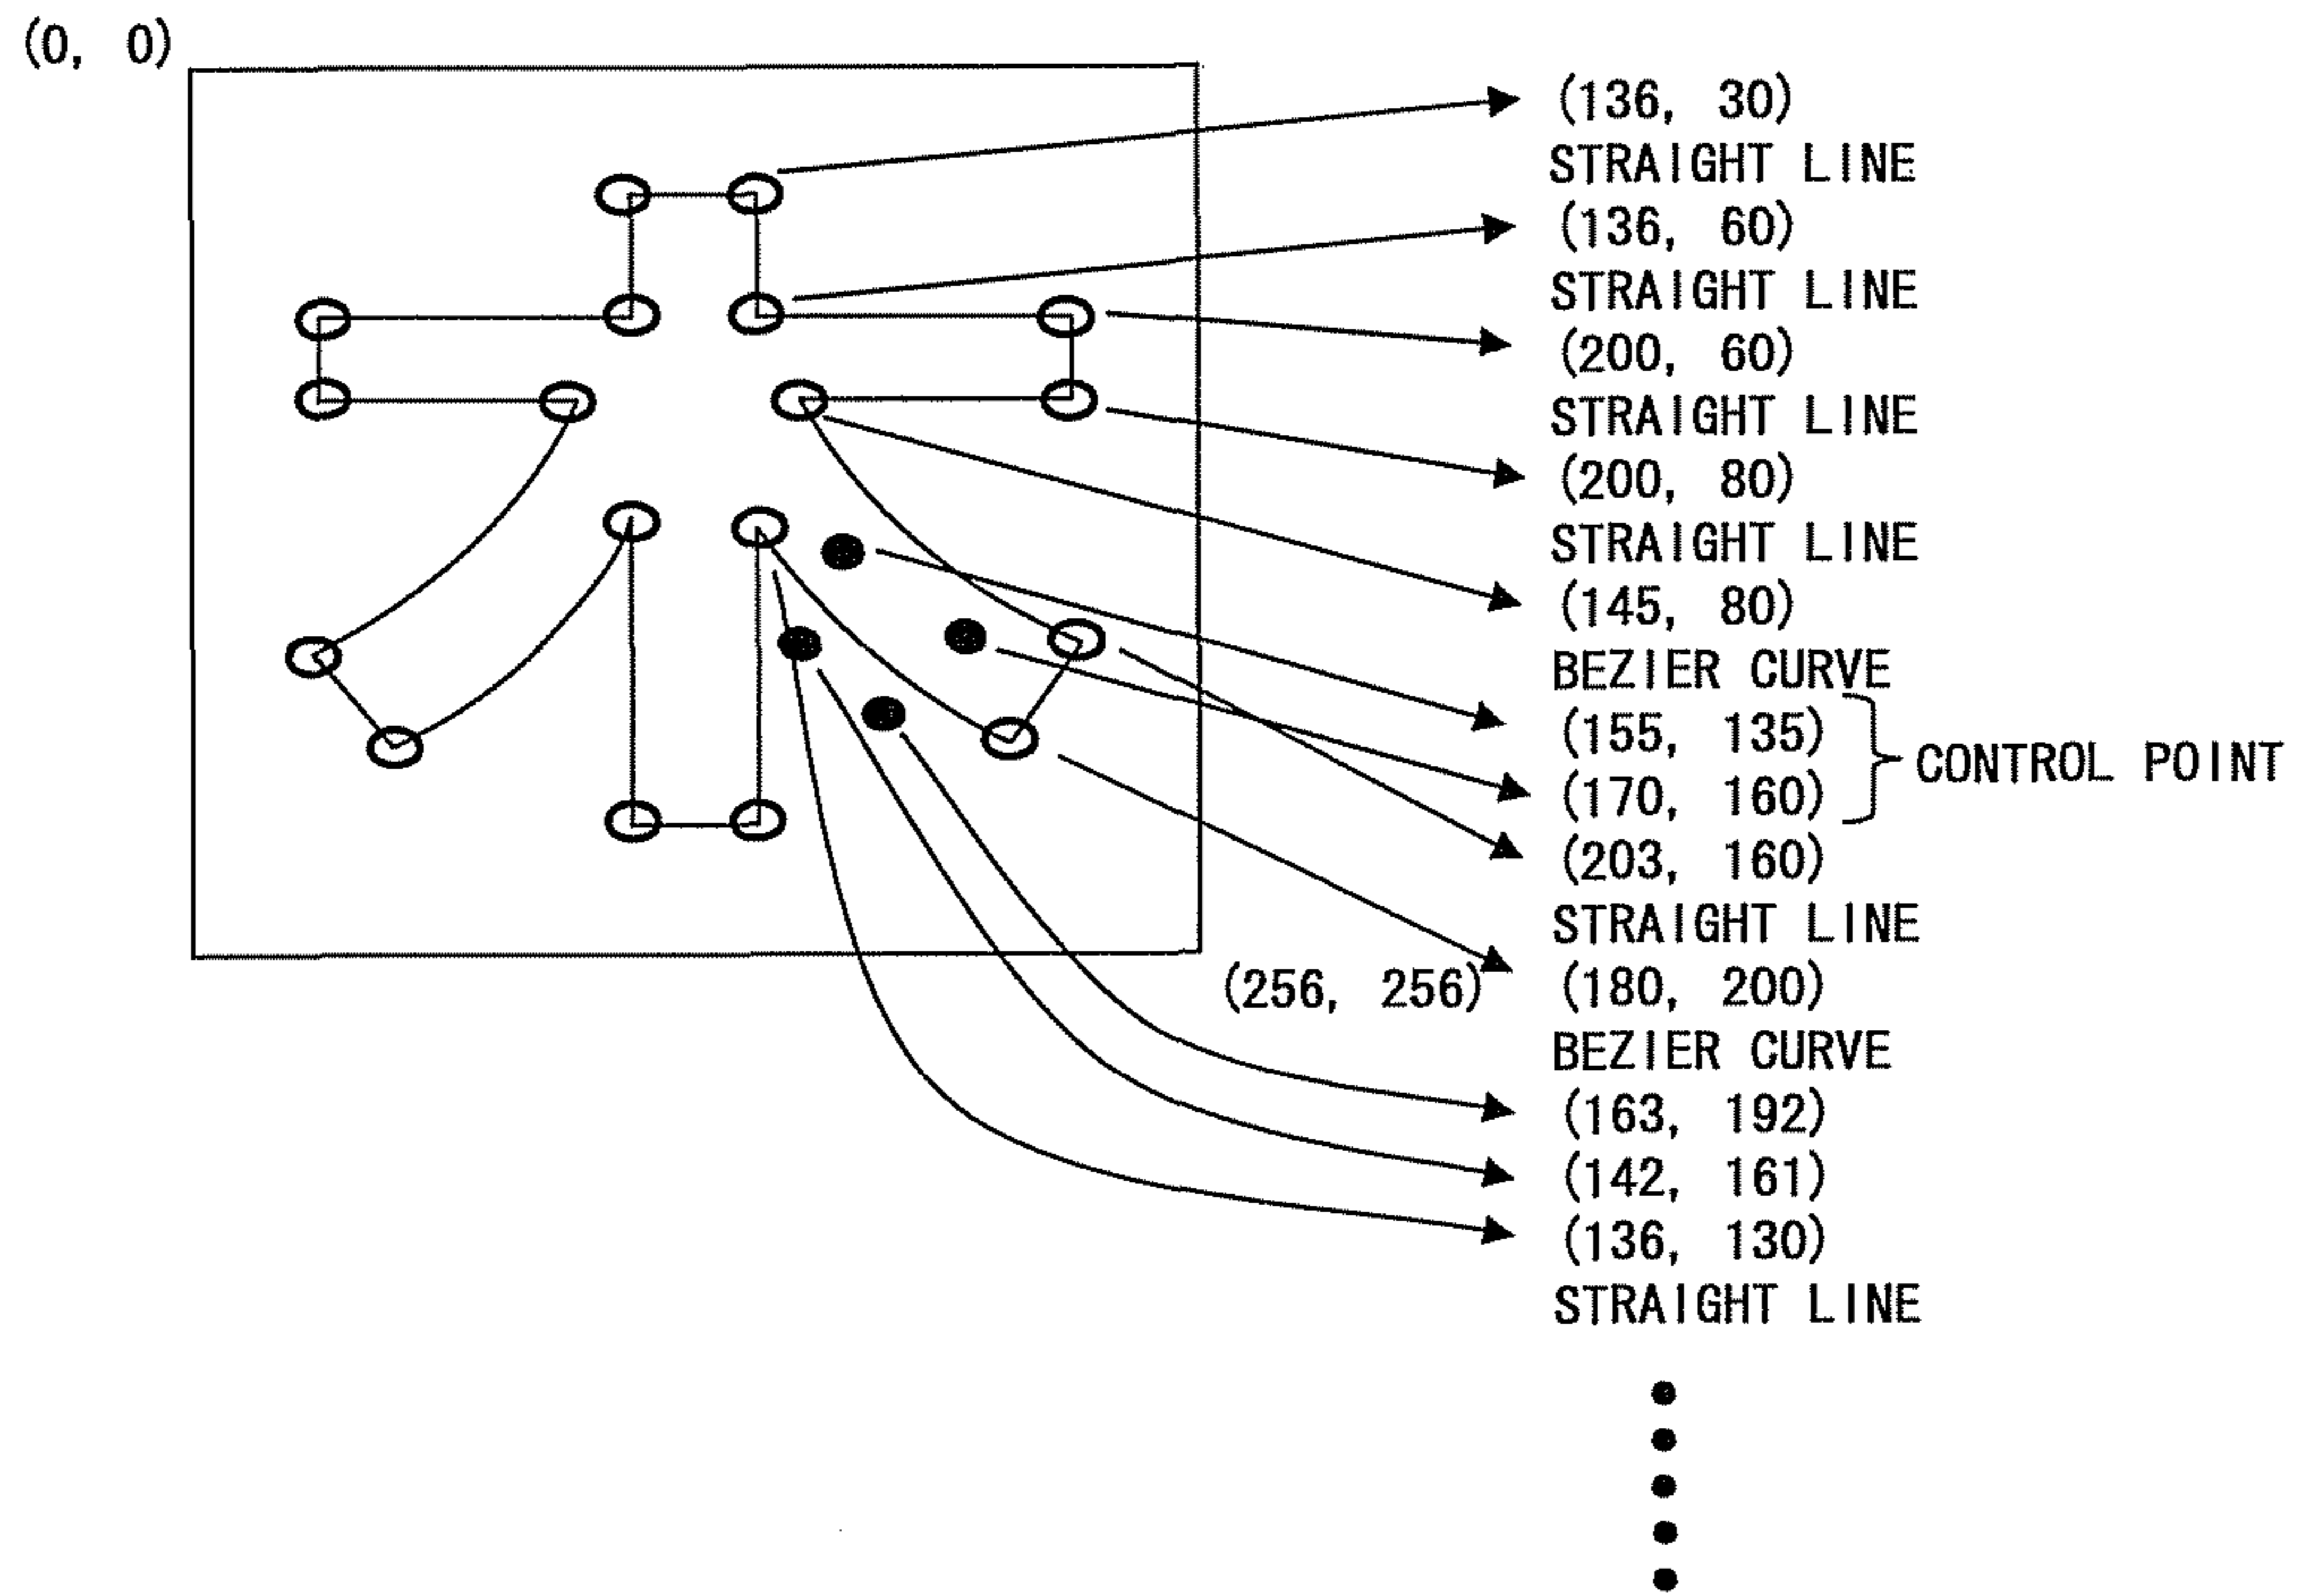 (0, 0)
(136, 30)
STRAIGHT LINE
(136, 60)
STRAIGHT LINE
(200, 60)
STRAIGHT LINE
(200, 80)
STRAIGHT LINE
(145, 80)
BEZIER CURVE
(155, 135)
(170, 160)
CONTROL POINT
(203, 160)
STRAIGHT LINE
(256, 256)
(180, 200)
BEZIER CURVE
(163, 192)
(142, 161)
(136, 130)
STRAIGHT LINE